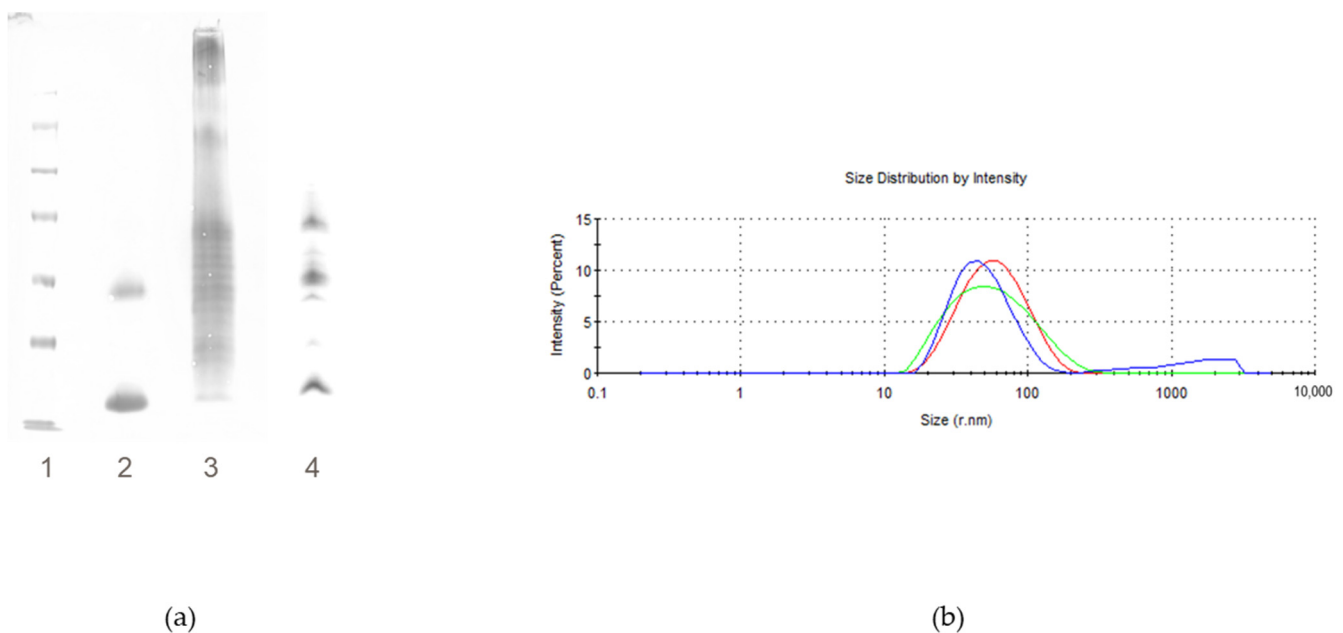 1 2 3 4
(a)
Size Distribution by Intensity
Intensity (Percent)
15
10
5
0
0.1 1 10 100 1000 10,000
Size (r.nm)
(b)